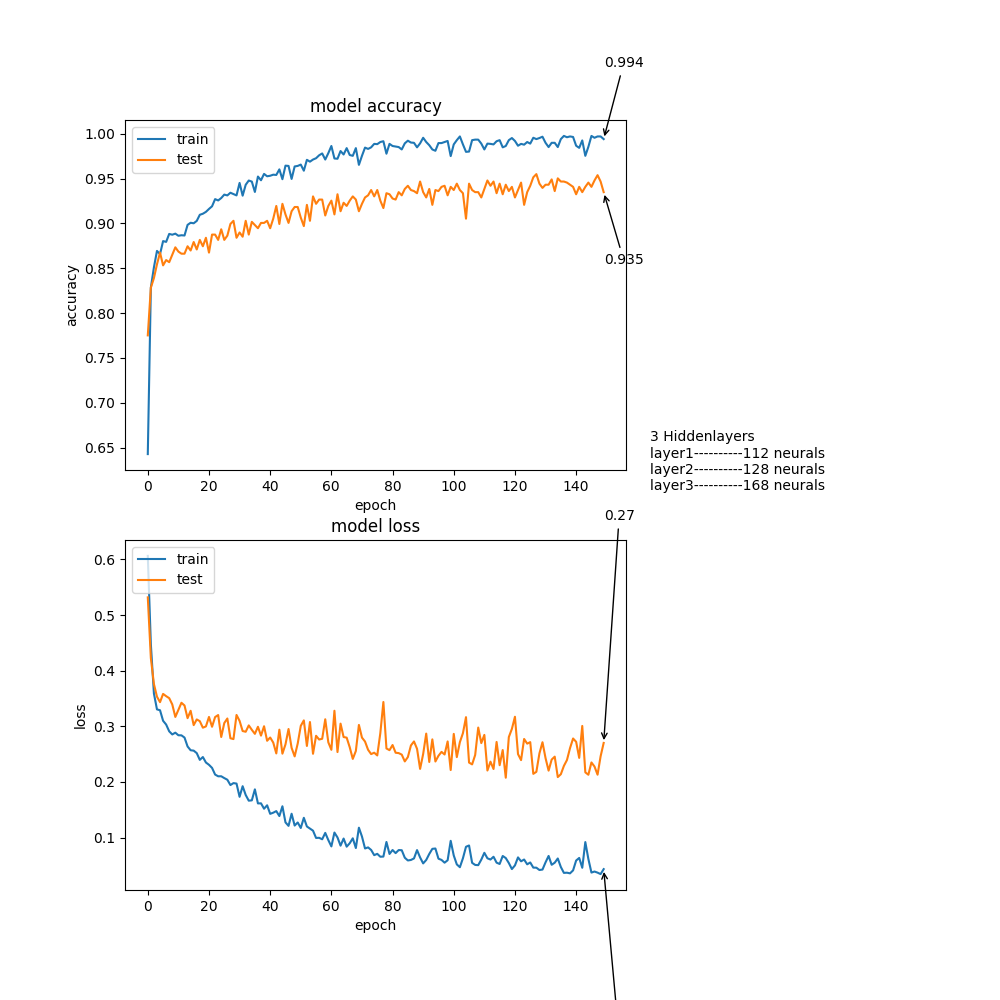 0.994
model accuracy
1.00
0.95
0.90
0.85
0.80
0.75
0.70
0.65
accuracy
train
test
0.935
0 20 40 60 80 100 120 140
epoch
3 Hiddenlayers
layer1----------112 neurals
layer2----------128 neurals
layer3----------168 neurals
0.27
model loss
0.6
0.5
0.4
0.3
0.2
0.1
loss
train
test
0 20 40 60 80 100 120 140
epoch